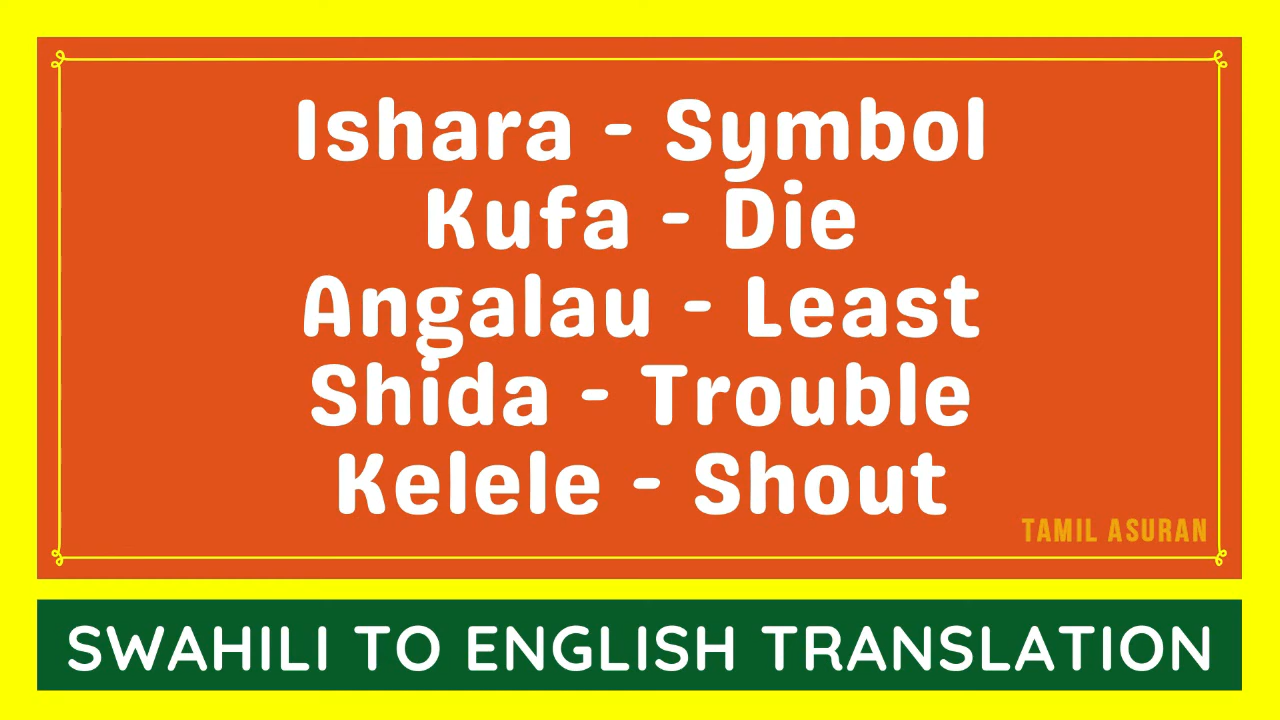 Ishara - Symbol
Kufa - Die
Angalau - Least
Shida - Trouble
Kelele - Shout
TAMIL ASURAN
SWAHILI TO ENGLISH TRANSLATION